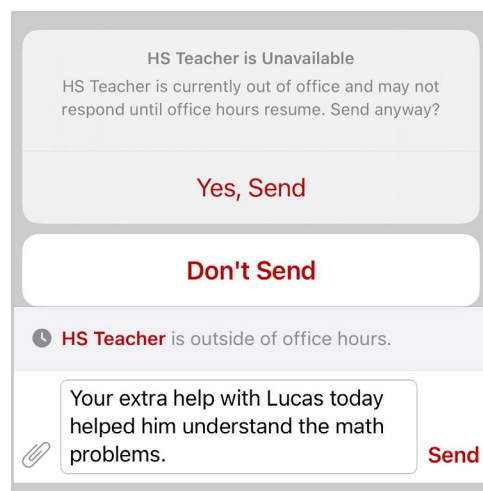 HS Teacher is Unavailable
HS Teacher is currently out of office and may not
respond until office hours resume. Send anyway?
Yes, Send
Don't Send
HS Teacher is outside of office hours.
Your extra help with Lucas today
helped him understand the math
problems.
Send